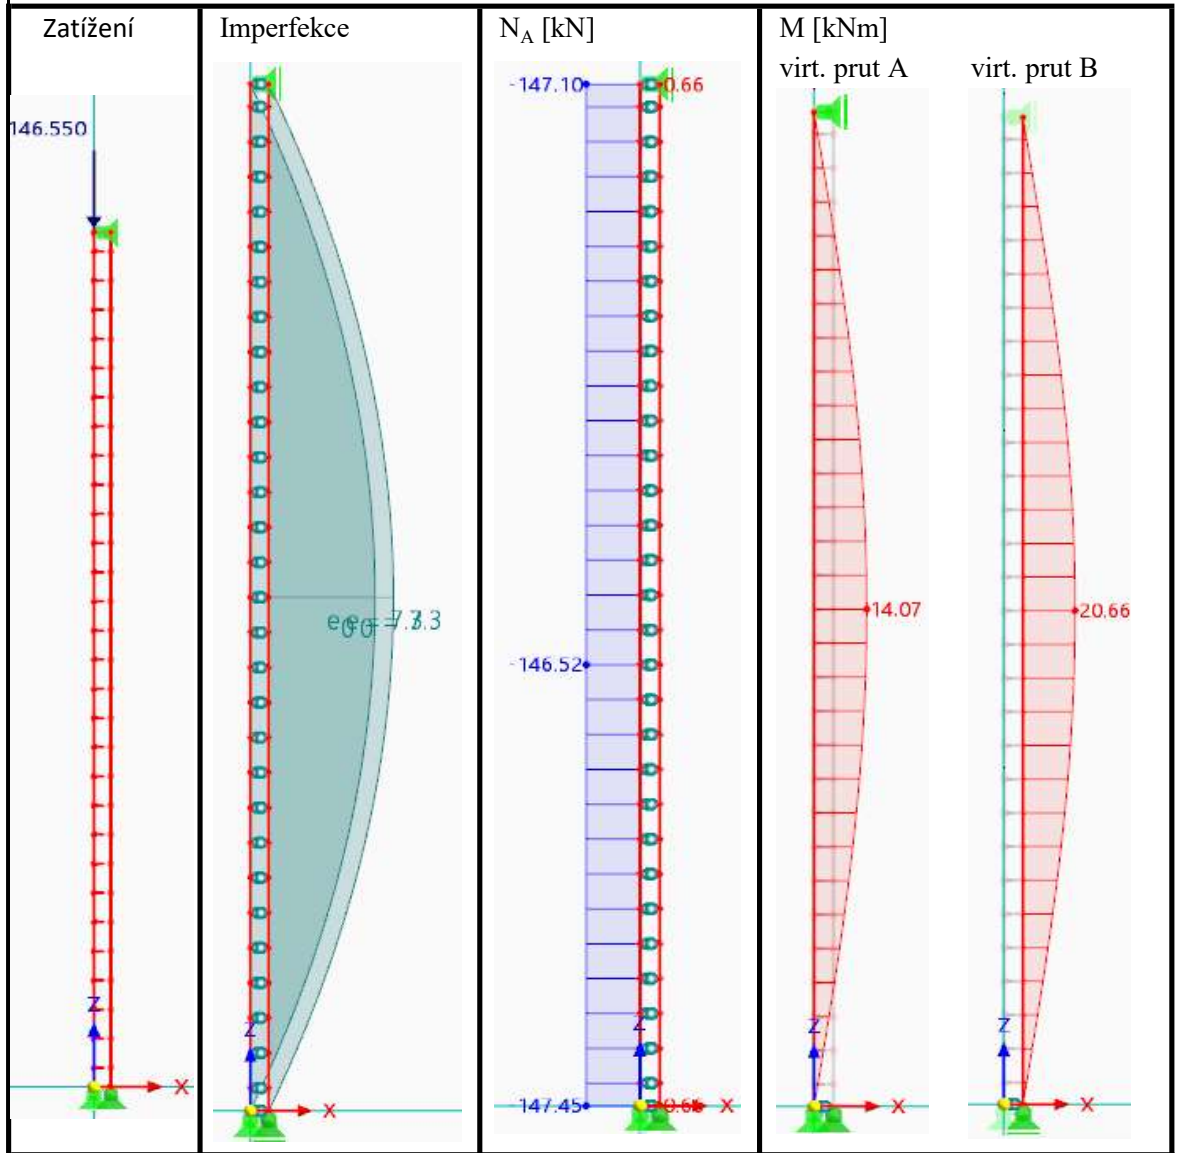 Zatížení
146.550
Z
X
Imperfekce
Z
X
N_A [kN]
-147.10
0.66
-146.52
Z
-147.45
X
M [kNm]
virt. prut A
virt. prut B
14.07
20.66
Z
X
Z
X